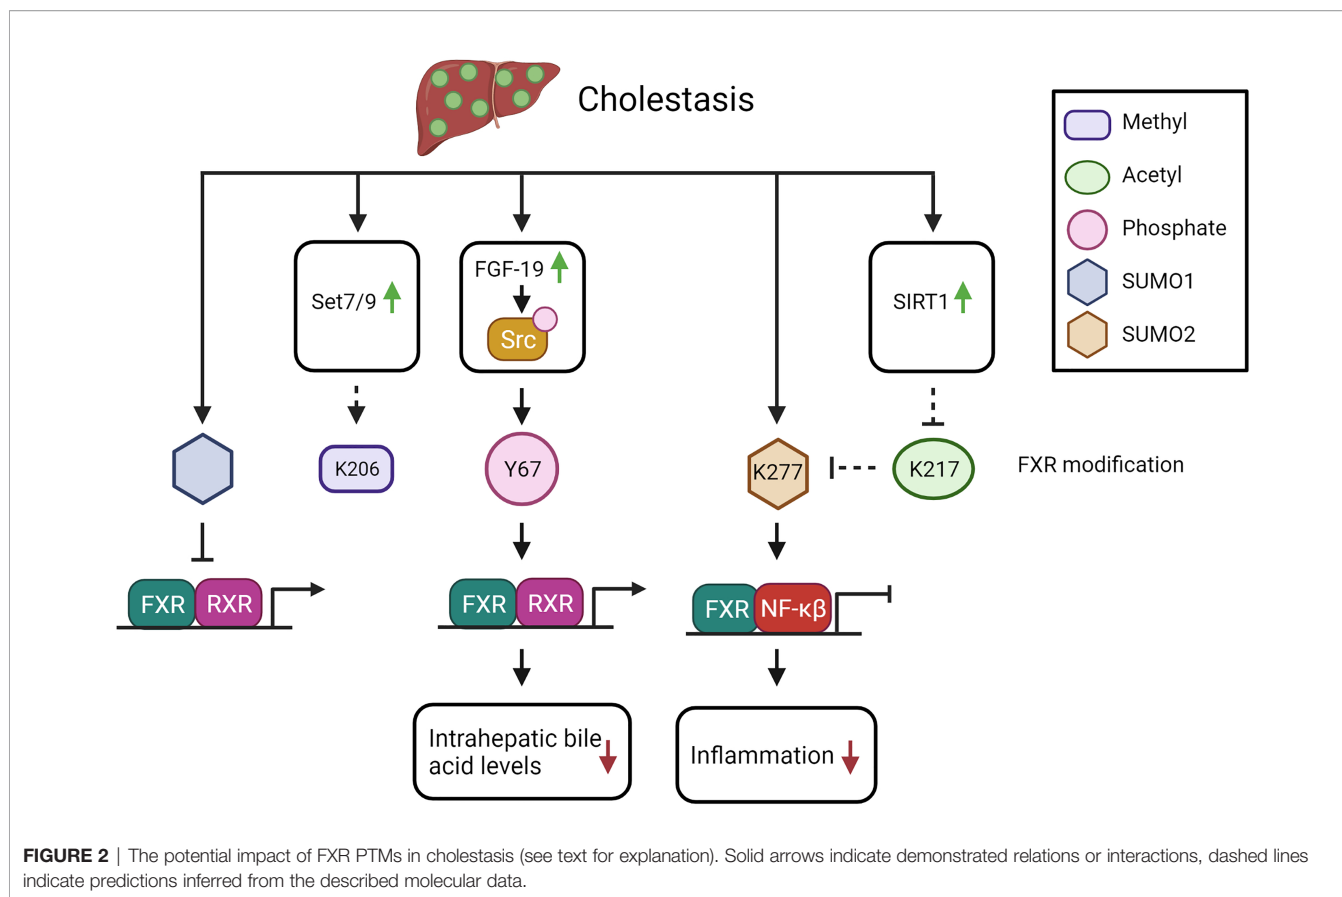 Cholestasis
Methyl
Acetyl
Phosphate
SUMO1
SUMO2
Set7/9
FGF-19
Src
SIRT1
K206
Y67
K277
K217
FXR modification
FXR RXR
FXR RXR
FXR NF-κβ
Intrahepatic bile
acid levels
Inflammation
FIGURE 2 | The potential impact of FXR PTMs in cholestasis (see text for explanation). Solid arrows indicate demonstrated relations or interactions, dashed lines
indicate predictions inferred from the described molecular data.